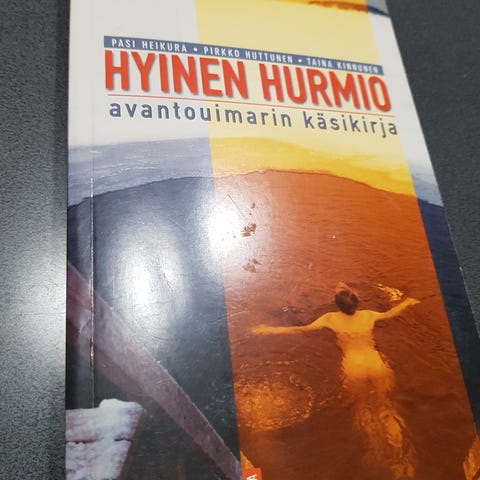 PASI HEIKURA • PIRKKO HUTTUNEN • TAINA KINNUNEN
HYINEN HURMIO
avantouimarin käsikirja